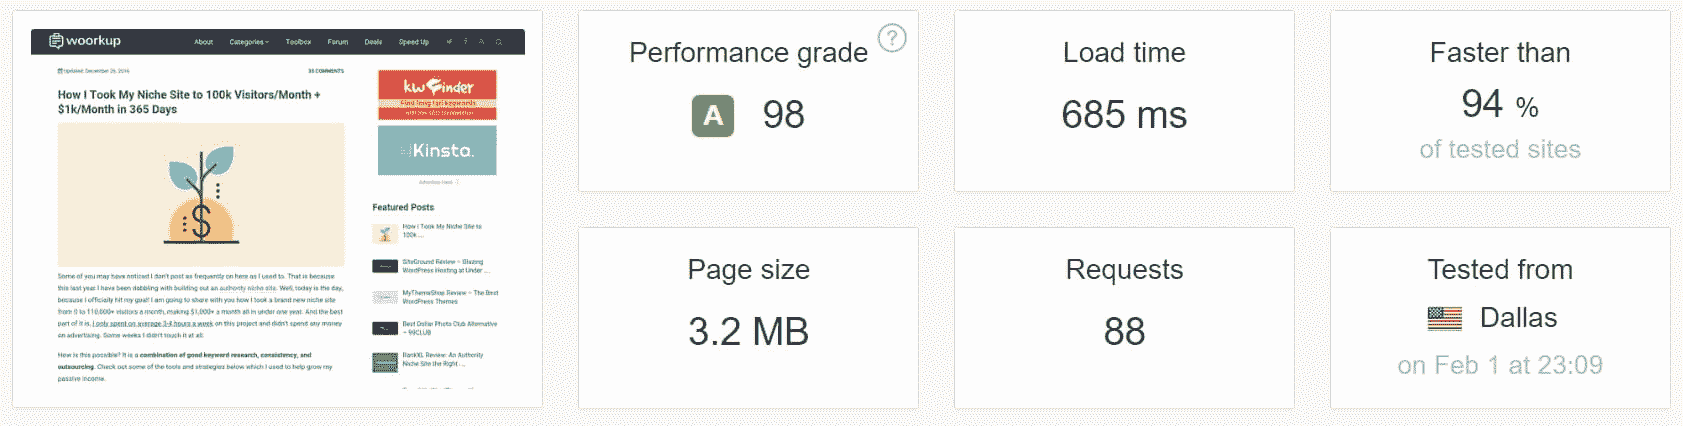 woorkup
About Categories Toolbox Forum Deals Speed Up
Updated: December 26, 2016
35 COMMENTS
How I Took My Niche Site to 100k Visitors/Month +
$1k/Month in 365 Days
$
Some of you may have noticed I don't post as frequently on here as I used to. That is because
this last year I have been dabbling with building out an authority niche site. Well, today is the day,
because I officially hit my goal! I am going to share with you how I took a brand new niche site
from 0 to 110,000+ visitors a month, making $1,000+ a month all in under one year. And the best
part of it is, I only spent on average 3-4 hours a week on this project and didn't spend any money
on advertising. Some weeks I didn't touch it at all.
How is this possible? It is a combination of good keyword research, consistency, and
outsourcing. Check out some of the tools and strategies below which I used to help grow my
passive income.
kwfinder
Find long tail keywords
Kinsta.
Advertise Here
Featured Posts
How I Took My Niche Site to
100k ...
SiteGround Review – Blazing
WordPress Hosting at Under ...
MyThemeShop Review – The Best
WordPress Themes
Best Dollar Photo Club Alternative
– 99CLUB
RankXL Review: An Authority
Niche Site the Right ...
Performance grade ?
A 98
Load time
685 ms
Faster than
94 %
of tested sites
Page size
3.2 MB
Requests
88
Tested from
Dallas
on Feb 1 at 23:09